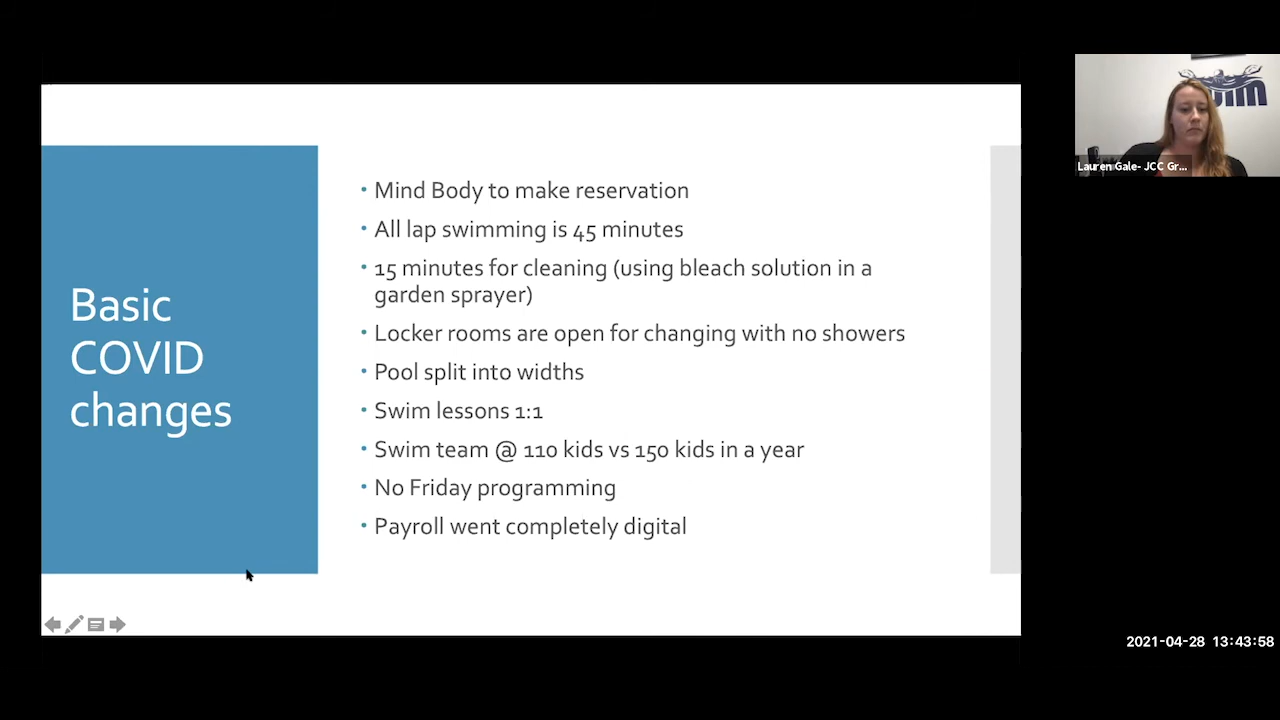 Basic
COVID
changes
• Mind Body to make reservation
• All lap swimming is 45 minutes
• 15 minutes for cleaning (using bleach solution in a
garden sprayer)
• Locker rooms are open for changing with no showers
• Pool split into widths
• Swim lessons 1:1
• Swim team @ 110 kids vs 150 kids in a year
• No Friday programming
• Payroll went completely digital
Lauren Gale- JCC Gr...
2021-04-28 13:43:58